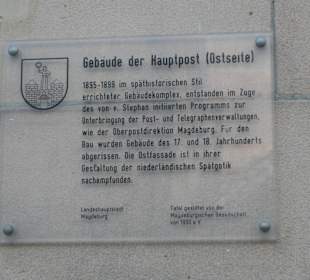 Gebäude der Hauptpost (Ostseite)
1895-1899 im späthistorischen Stil
errichteter Gebäudekomplex, entstanden im Zuge
des von v. Stephan initiierten Programms zur
Unterbringung der Post- und Telegraphenverwaltungen,
wie der Oberpostdirektion Magdeburg. Für den
Bau wurden Gebäude des 17. und 18. Jahrhunderts
abgerissen. Die Ostfassade ist in ihrer
Gestaltung der niederländischen Spätgotik
nachempfunden.
Landeshauptstadt
Magdeburg
Tafel gestiftet von der
Magdeburgischen Gesellschaft
von 1990 e.V.